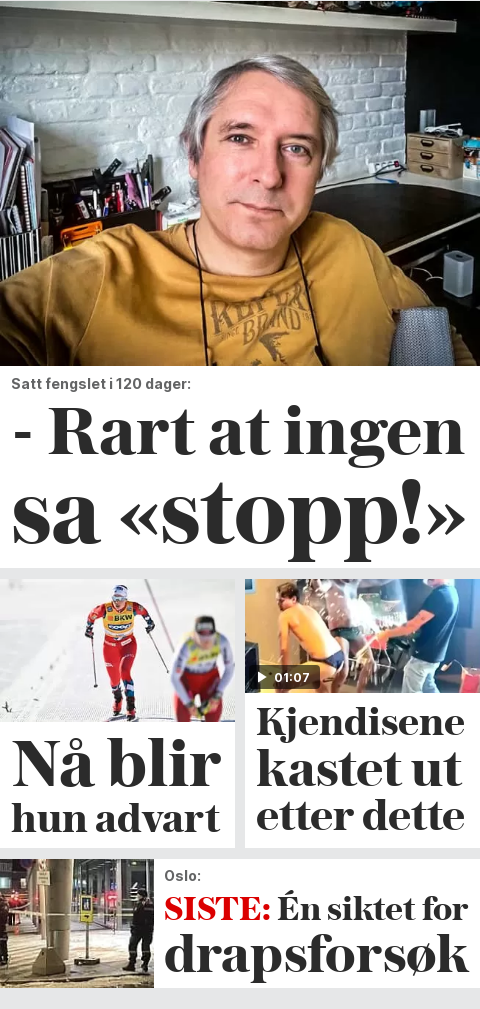 Satt fengslet i 120 dager:
- Rart at ingen
sa «stopp!»
BKW
Nå blir
hun advart
01:07
Kjendisene
kastet ut
etter dette
Oslo:
SISTE: Én siktet for
drapsforsøk